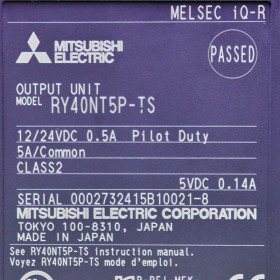 MELSEC iQ-R
MITSUBISHI
ELECTRIC
PASSED
OUTPUT UNIT
MODEL RY40NT5P-TS
12/24VDC 0.5A Pilot Duty
5A/Common
CLASS2
5VDC 0.14A
SERIAL 0002732415B10021-8
MITSUBISHI ELECTRIC CORPORATION
TOKYO 100-8310, JAPAN
MADE IN JAPAN
See RY40NT5P-TS instruction manual.
Voyez RY40NT5P-TS mode d'emploi.